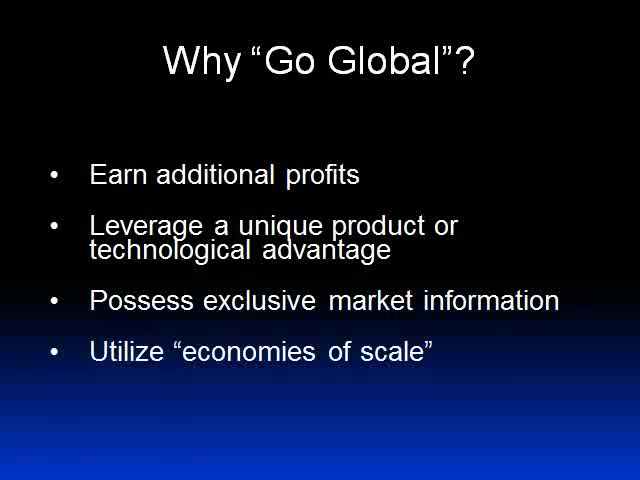 Why “Go Global”?
• Earn additional profits
• Leverage a unique product or
technological advantage
• Possess exclusive market information
• Utilize “economies of scale”